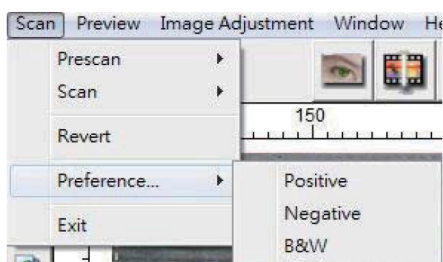 Scan Preview Image Adjustment Window
Prescan
Scan
150
Revert
Preference...
Positive
Exit
Negative
B&W